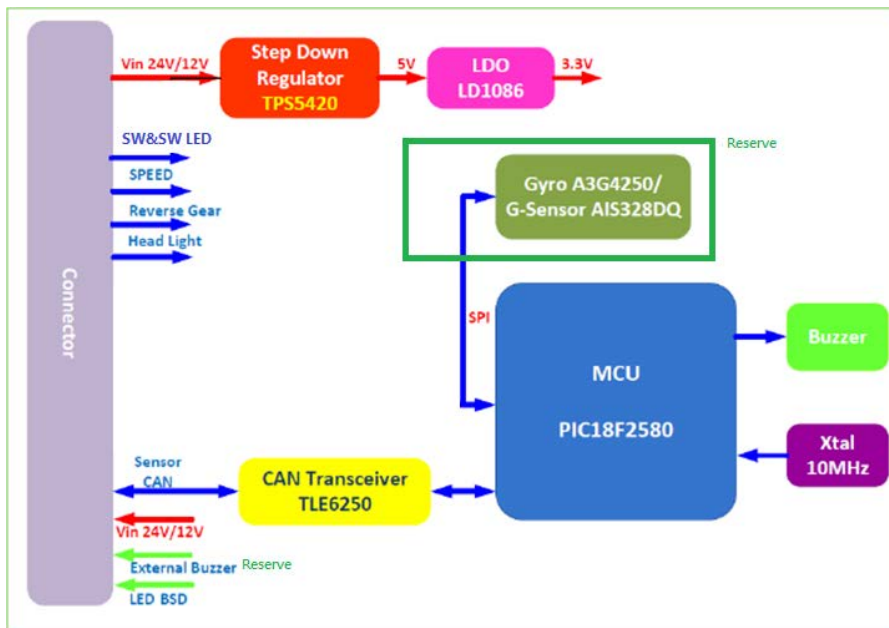 Connector
Vin 24V/12V
Step Down
Regulator
TPS5420
5V
LDO
LD1086
3.3V
SW&SW LED
SPEED
Reverse Gear
Head Light
Reserve
Gyro A3G4250/
G-Sensor AIS328DQ
SPI
MCU
PIC18F2580
Buzzer
Xtal
10MHz
Sensor
CAN
CAN Transceiver
TLE6250
Vin 24V/12V
External Buzzer Reserve
LED BSD